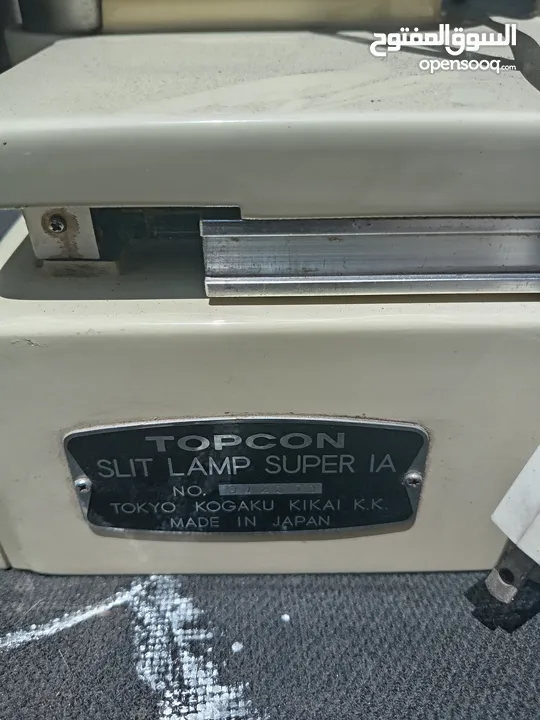 السوق المفتوح
opensooq.com
TOPCON
SLIT LAMP SUPER IA
NO.
TOKYO KOGAKU KIKAI K.K.
MADE IN JAPAN